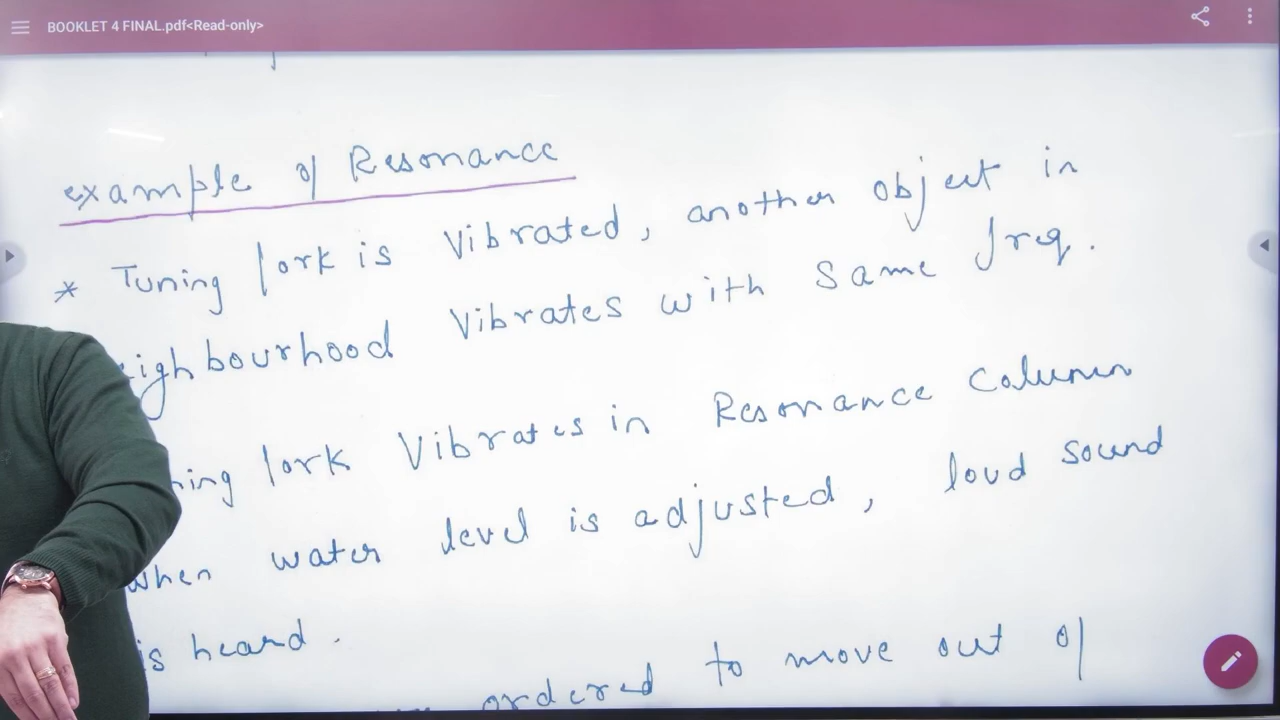 BOOKLET 4 FINAL.pdf<Read-only>
example of Resonance
* Tuning fork is vibrated, another object in
ighbourhood vibrates with same freq.
ning fork vibrates in Resonance column
when water level is adjusted, loud sound
is heard.
ordered to move out of